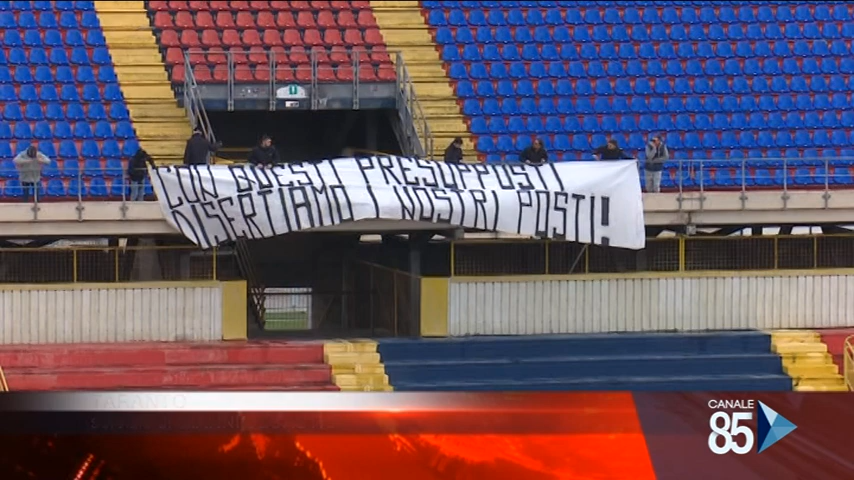 CON QUESTI PRESUPPOSTI
DISERTIAMO I NOSTRI POSTI!
TARANTO
CANALE
85